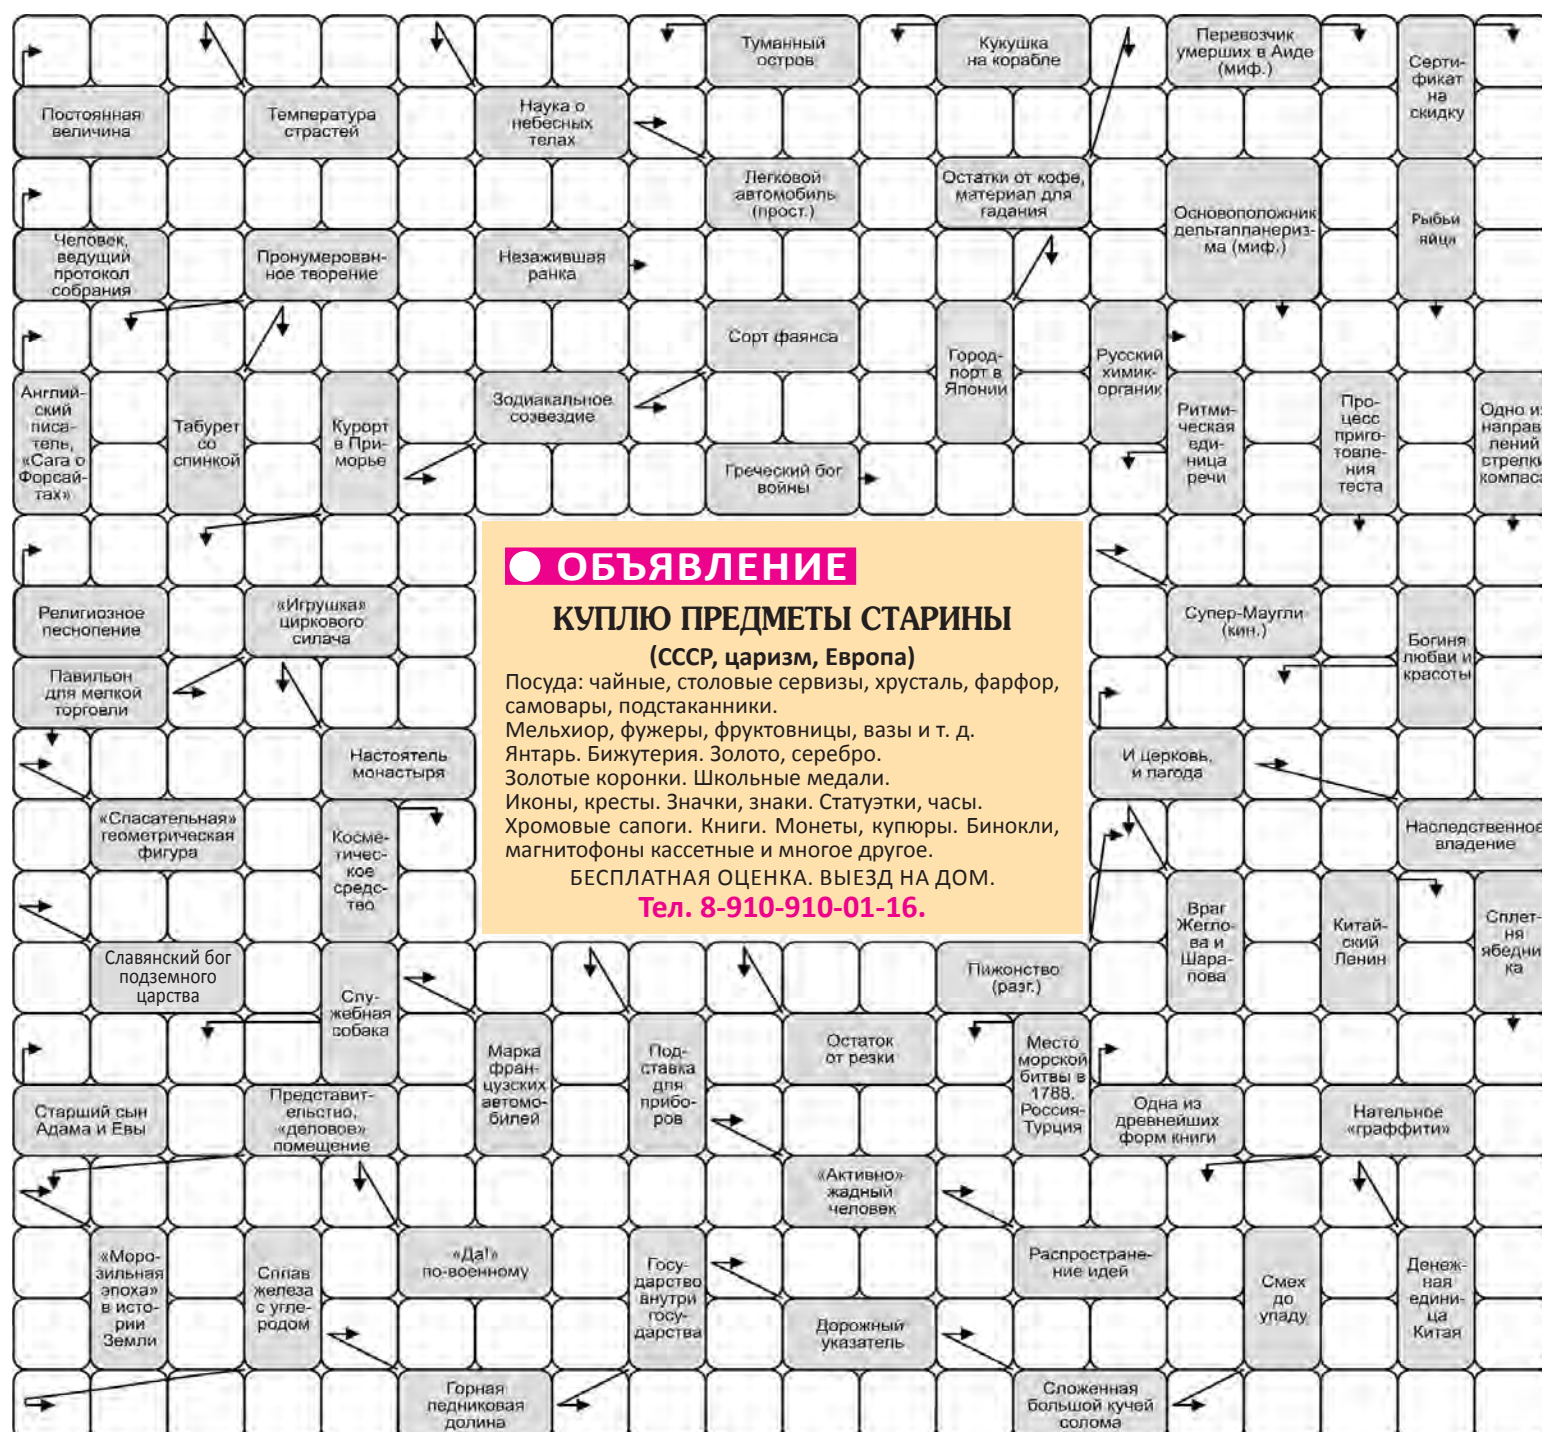 Туманный
остров
Кукушка
на корабле
Перевозчик
умерших в Аиде
(миф.)
Серти-
фикат
на
скидку
Постоянная
величина
Температура
страстей
Наука о
небесных
телах
Легковой
автомобиль
(прост.)
Остатки от кофе,
материал для
гадания
Основоположник
дельтапланериз-
ма (миф.)
Рыбьи
яйца
Человек,
ведущий
протокол
собрания
Пронумерован-
ное творение
Незажившая
ранка
Сорт фаянса
Город-
порт в
Японии
Русский
химик-
органик
Англий-
ский
писа-
тель,
«Сага о
Форсай-
тах»
Табурет
со
спинкой
Курорт
в При-
морье
Зодиакальное
созвездие
Ритми-
ческая
еди-
ница
речи
Про-
цесс
приго-
товле-
ния
теста
Одно из
направ-
лений
стрелки
компаса
Греческий бог
войны
ОБЪЯВЛЕНИЕ
КУПЛЮ ПРЕДМЕТЫ СТАРИНЫ
(СССР, царизм, Европа)
Посуда: чайные, столовые сервизы, хрусталь, фарфор,
самовары, подстаканники.
Мельхиор, фужеры, фруктовницы, вазы и т. д.
Янтарь. Бижутерия. Золото, серебро.
Золотые коронки. Школьные медали.
Иконы, кресты. Значки, знаки. Статуэтки, часы.
Хромовые сапоги. Книги. Монеты, купюры. Бинокли,
магнитофоны кассетные и многое другое.
БЕСПЛАТНАЯ ОЦЕНКА. ВЫЕЗД НА ДОМ.
Тел. 8-910-910-01-16.
Религиозное
песнопение
«Игрушка»
циркового
силача
Супер-Маугли
(кин.)
Богиня
любви и
красоты
Павильон
для мелкой
торговли
Настоятель
монастыря
И церковь,
и пагода
«Спасательная»
геометрическая
фигура
Косме-
тичес-
кое
средс-
тво
Наследственное
владение
Враг
Жегло-
ва и
Шара-
пова
Китай-
ский
Ленин
Сплет-
ня
ябедни-
ка
Славянский бог
подземного
царства
Слу-
жебная
собака
Пижонство
(разг.)
Марка
фран-
цузских
автомо-
билей
Под-
ставка
для
прибо-
ров
Остаток
от резки
Место
морской
битвы в
1788.
Россия-
Турция
Старший сын
Адама и Евы
Представит-
ельство,
«деловое»
помещение
Одна из
древнейших
форм книги
Нательное
«граффити»
«Активно»
жадный
человек
«Моро-
зильная
эпоха»
в исто-
рии
Земли
Сплав
железа
с угле-
родом
«Да!»
по-военному
Госу-
дарство
внутри
госу-
дарства
Распростране-
ние идей
Смех
до
упаду
Денеж-
ная
едини-
ца
Китая
Дорожный
указатель
Горная
ледниковая
долина
Сложенная
большой кучей
солома